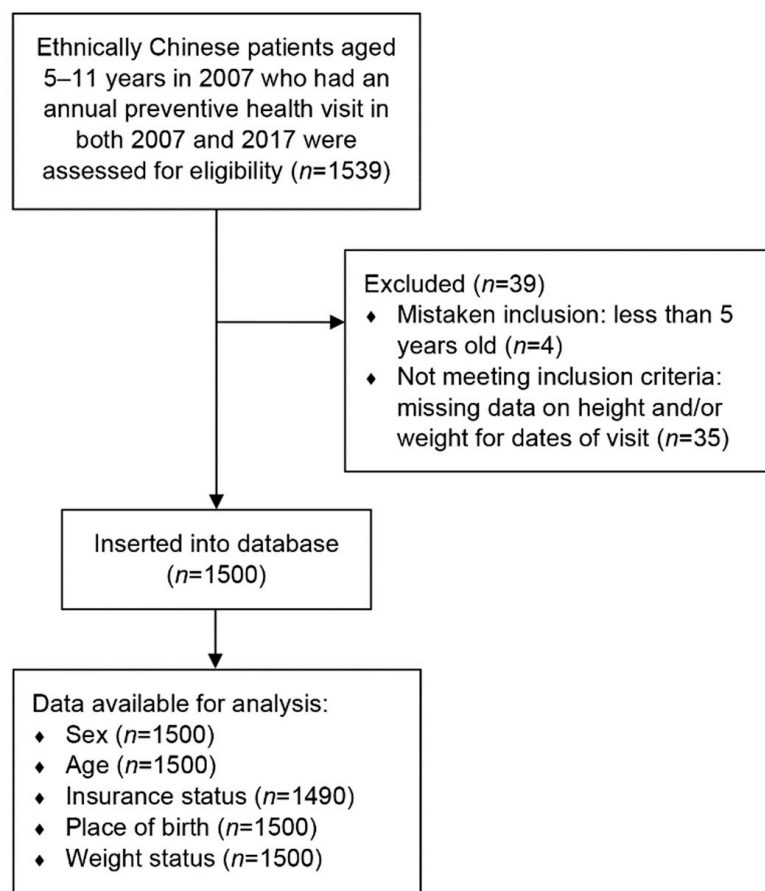 Ethnically Chinese patients aged
5–11 years in 2007 who had an
annual preventive health visit in
both 2007 and 2017 were
assessed for eligibility (n=1539)
Excluded (n=39)
♦ Mistaken inclusion: less than 5
years old (n=4)
♦ Not meeting inclusion criteria:
missing data on height and/or
weight for dates of visit (n=35)
Inserted into database
(n=1500)
Data available for analysis:
♦ Sex (n=1500)
♦ Age (n=1500)
♦ Insurance status (n=1490)
♦ Place of birth (n=1500)
♦ Weight status (n=1500)